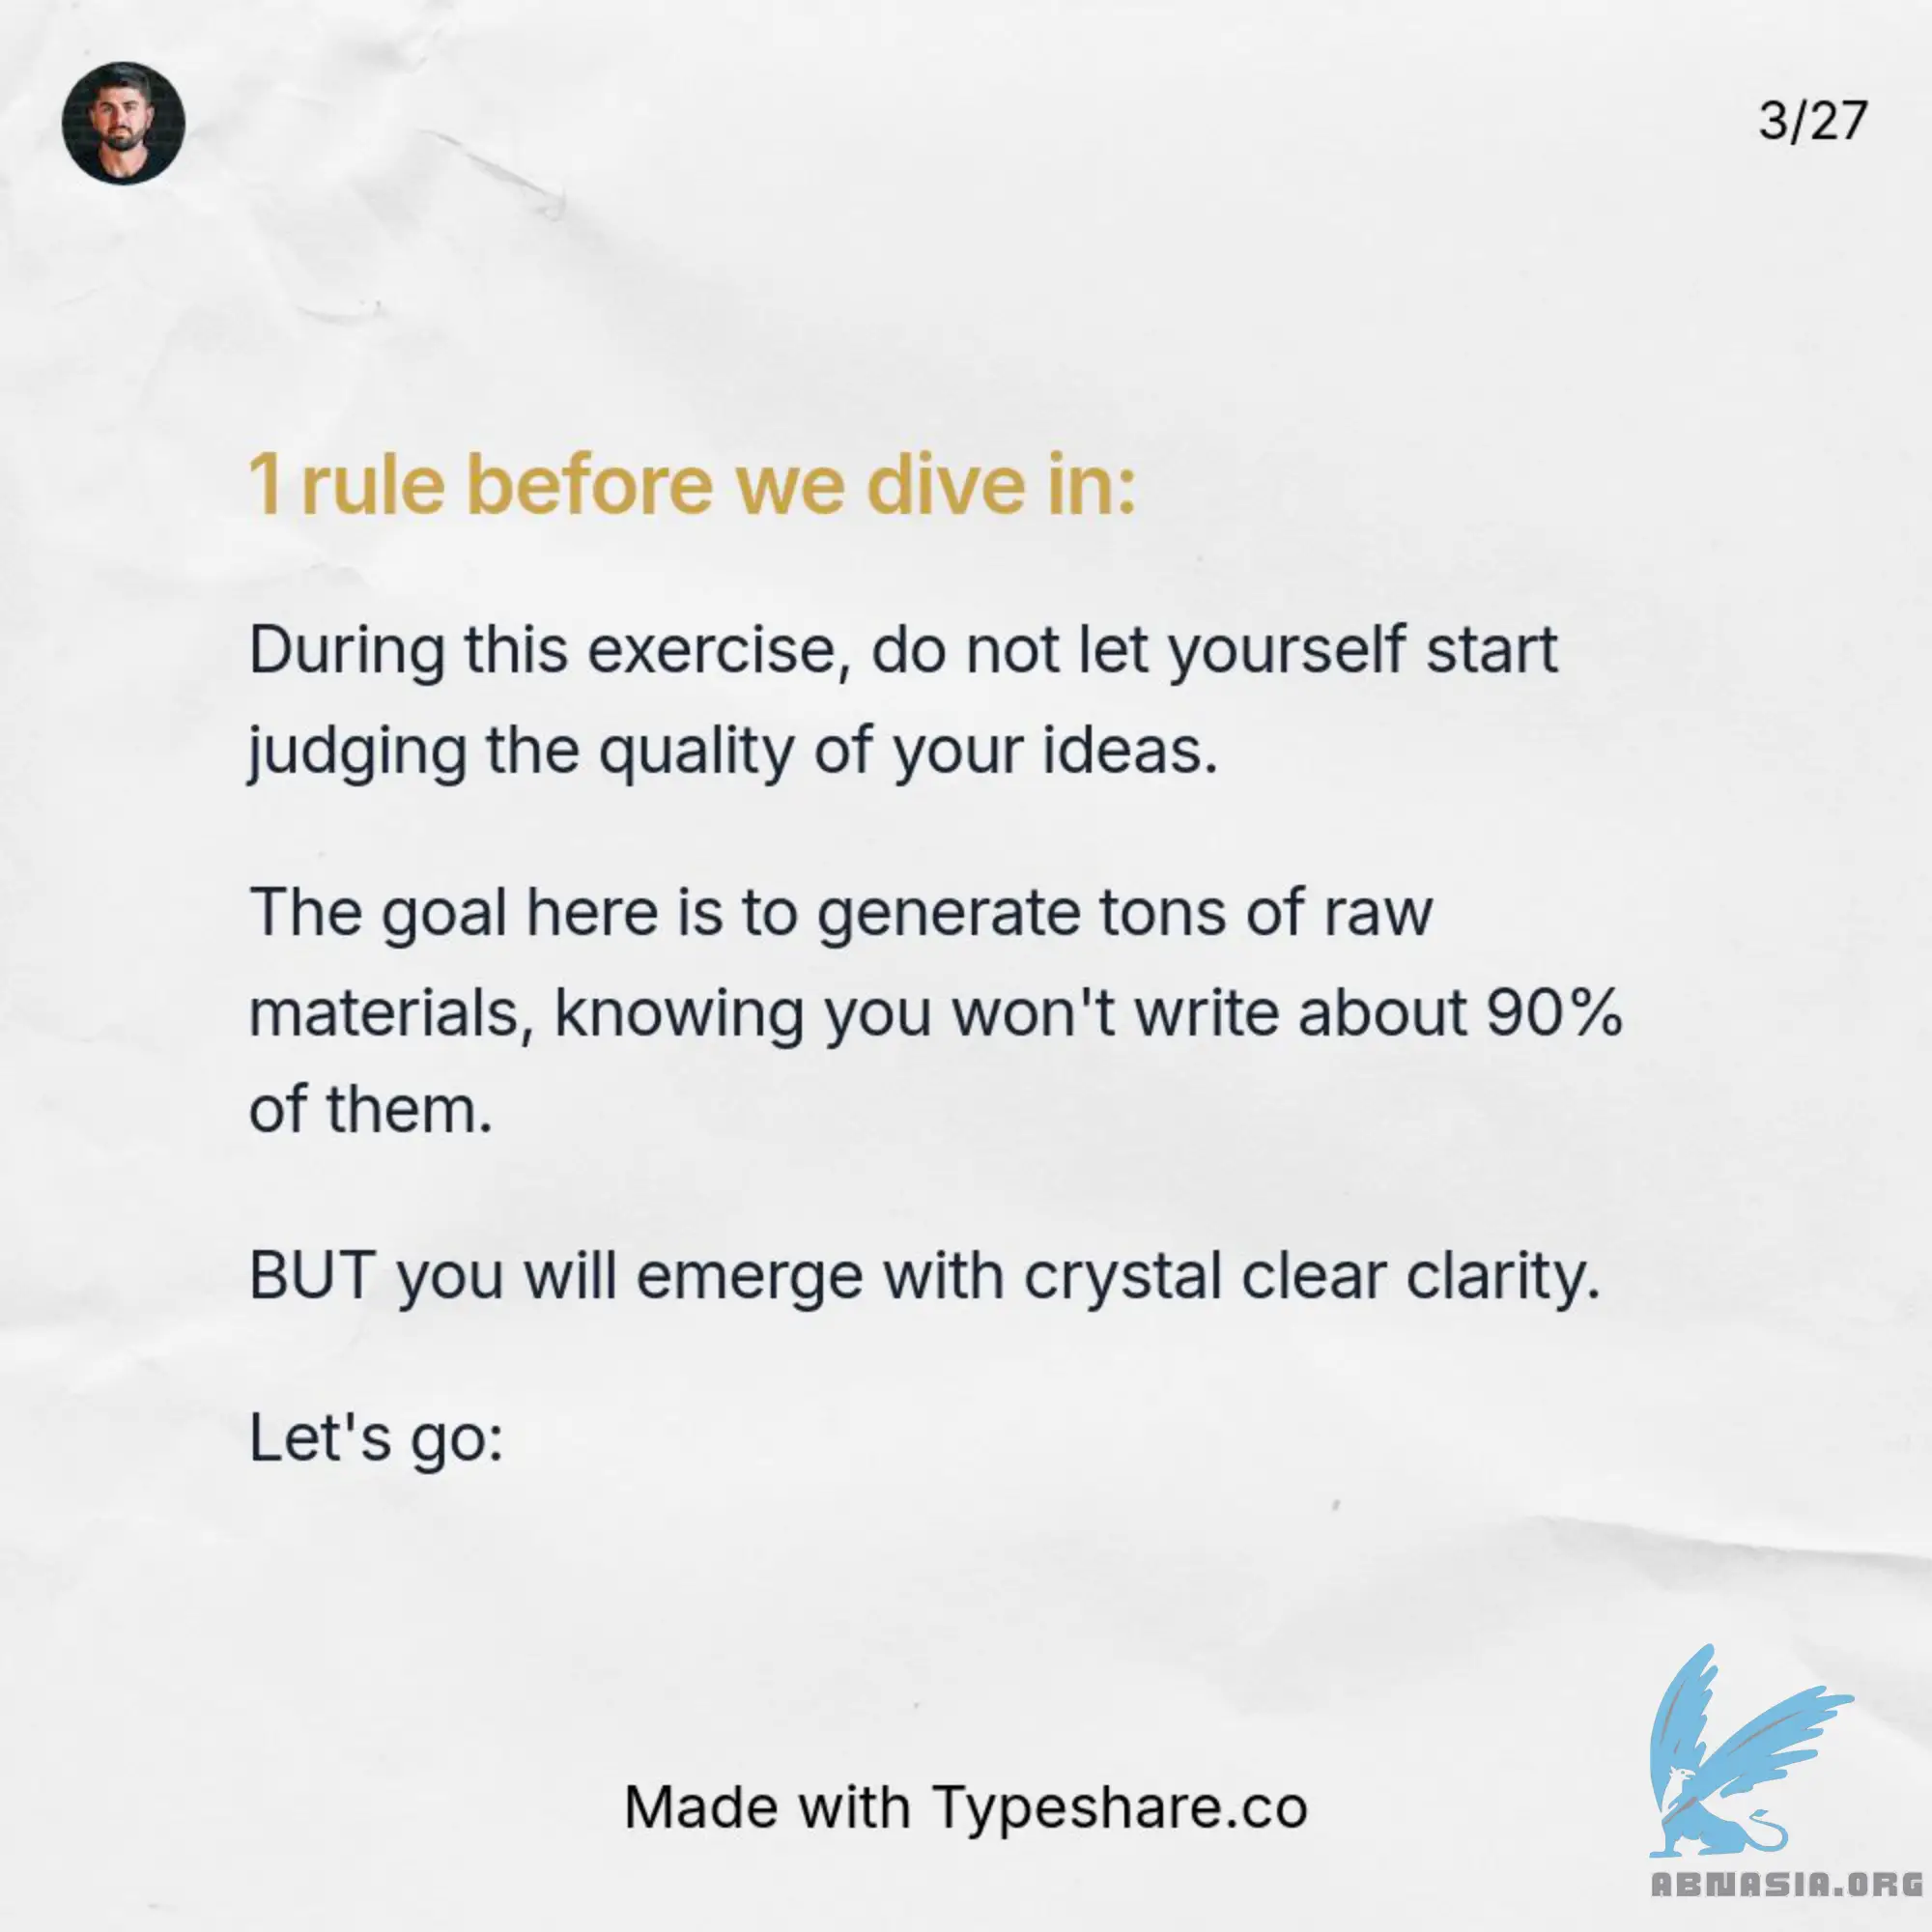 3/27
1 rule before we dive in:
During this exercise, do not let yourself start
judging the quality of your ideas.
The goal here is to generate tons of raw
materials, knowing you won't write about 90%
of them.
BUT you will emerge with crystal clear clarity.
Let's go:
Made with Typeshare.co
ABNASIA.ORG